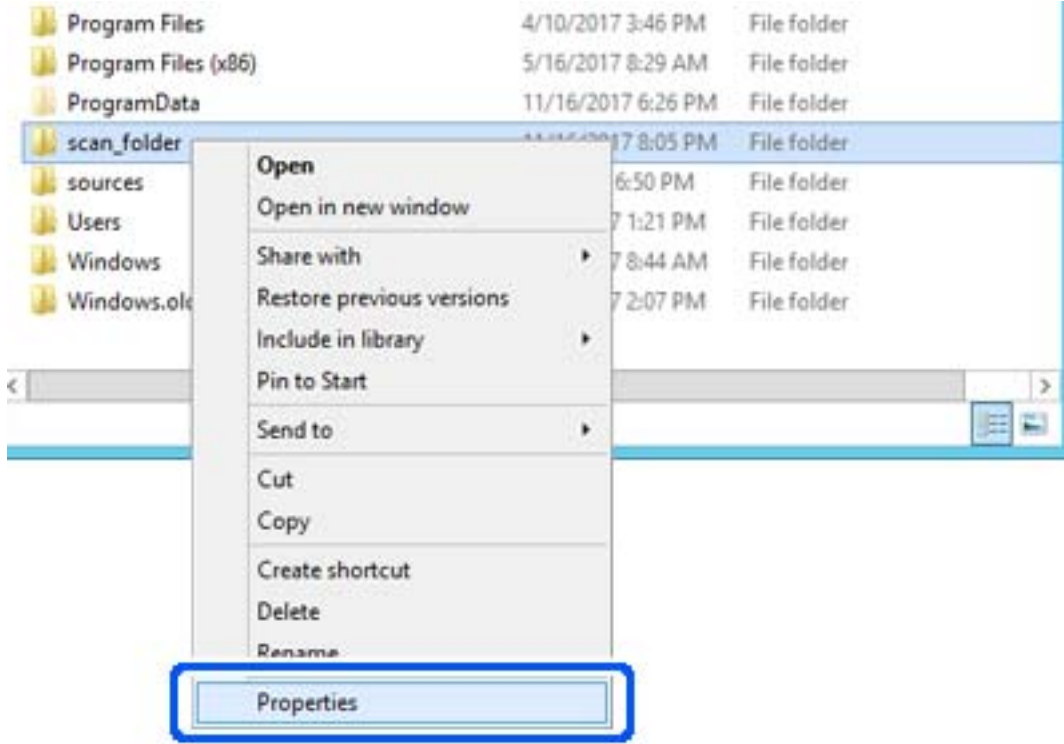 Program Files 4/10/2017 3:46 PM File folder
Program Files (x86) 5/16/2017 8:29 AM File folder
ProgramData 11/16/2017 6:26 PM File folder
scan_folder 17 8:05 PM File folder
sources 6:50 PM File folder
Users 7 1:21 PM File folder
Windows 7 8:44 AM File folder
Windows.old 7 2:07 PM File folder
Open
Open in new window
Share with
Restore previous versions
Include in library
Pin to Start
Send to
Cut
Copy
Create shortcut
Delete
Rename
Properties